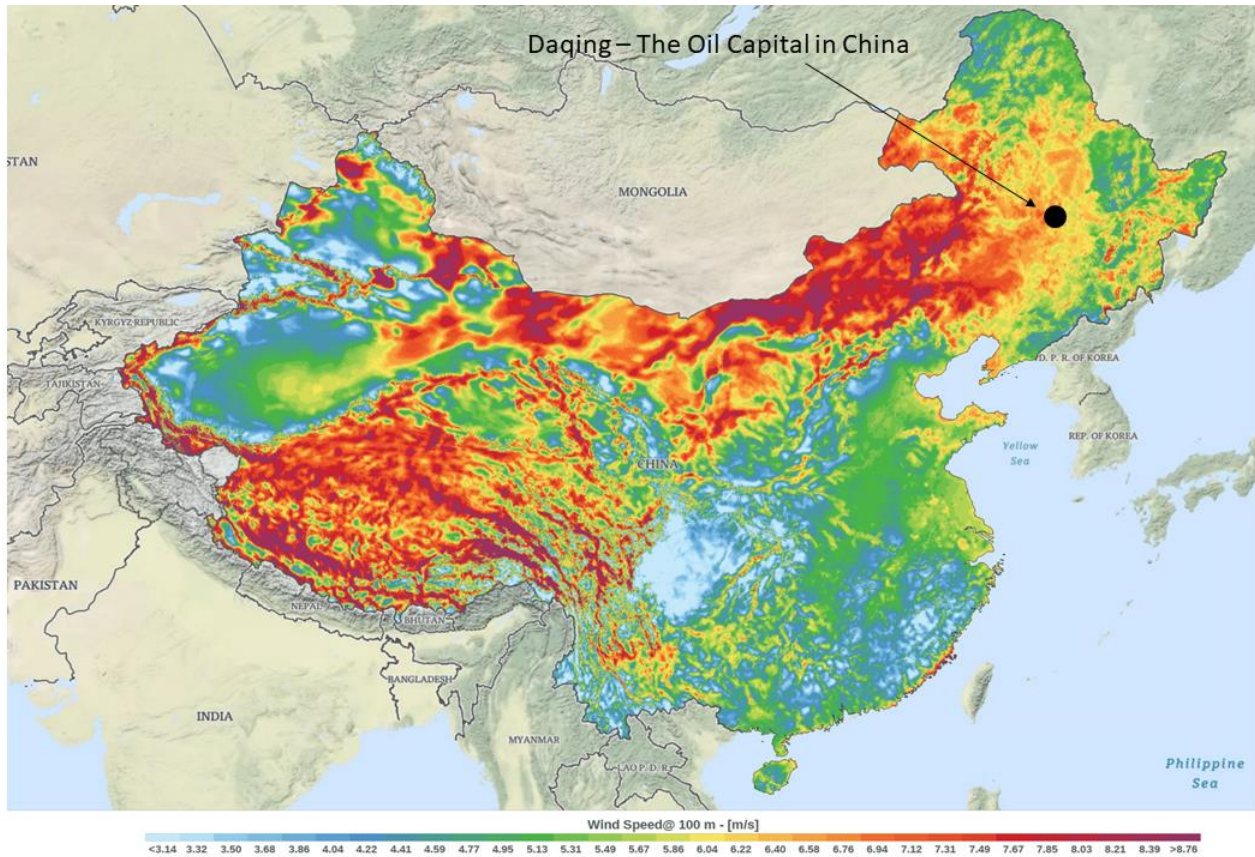 Daqing – The Oil Capital in China
STAN
MONGOLIA
KYRGYZ REPUBLIC
D. P. R. OF KOREA
TAJIKISTAN
REP. OF KOREA
Yellow
Sea
CHINA
PAKISTAN
NEPAL
BHUTAN
BANGLADESH
INDIA
MYANMAR
LAO P. D. R.
Philippine
Sea
Wind Speed@ 100 m - [m/s]
<3.14 3.32 3.50 3.68 3.86 4.04 4.22 4.41 4.59 4.77 4.95 5.13 5.31 5.49 5.67 5.86 6.04 6.22 6.40 6.58 6.76 6.94 7.12 7.31 7.49 7.67 7.85 8.03 8.21 8.39 >8.76